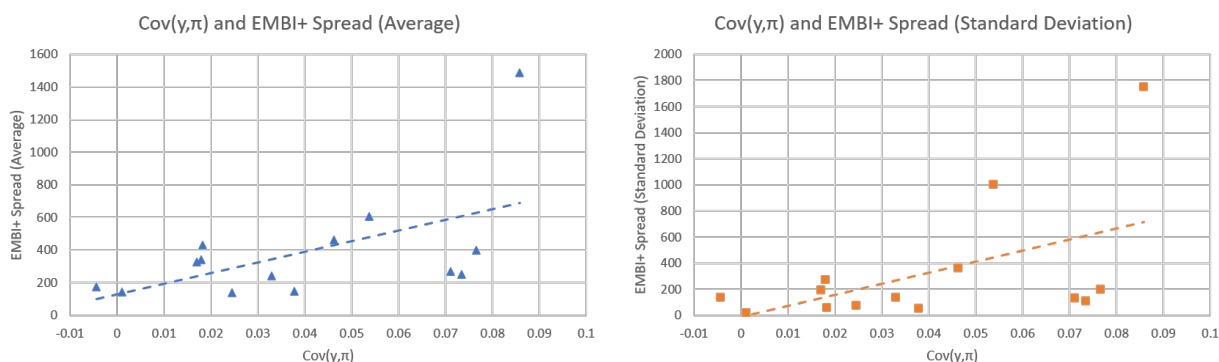 Cov(y,π) and EMBI+ Spread (Average)
1600
1400
1200
1000
800
600
400
200
0
EMBI+ Spread (Average)
-0.01 0 0.01 0.02 0.03 0.04 0.05 0.06 0.07 0.08 0.09 0.1
Cov(y,π)
Cov(y,π) and EMBI+ Spread (Standard Deviation)
2000
1800
1600
1400
1200
1000
800
600
400
200
0
EMBI+ Spread (Standard Deviation)
-0.01 0 0.01 0.02 0.03 0.04 0.05 0.06 0.07 0.08 0.09 0.1
Cov(y,π)